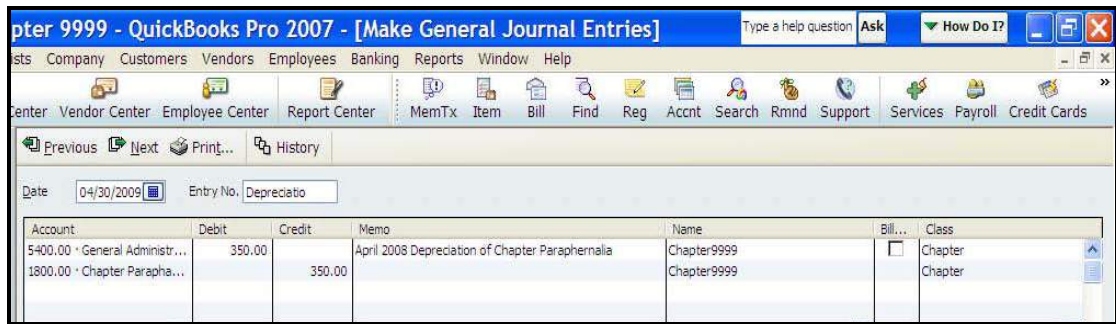 pter 9999 - QuickBooks Pro 2007 - [Make General Journal Entries] Type a help question Ask How Do I?
ists Company Customers Vendors Employees Banking Reports Window Help
Center Vendor Center Employee Center Report Center MemTx Item Bill Find Reg Accnt Search Rmnd Support Services Payroll Credit Cards
Previous Next Print... History
Date 04/30/2009 Entry No. Depreciatio
Account Debit Credit Memo Name Bill... Class
5400.00 · General Administr... 350.00 April 2008 Depreciation of Chapter Paraphernalia Chapter9999 Chapter
1800.00 · Chapter Parapha... 350.00 Chapter9999 Chapter